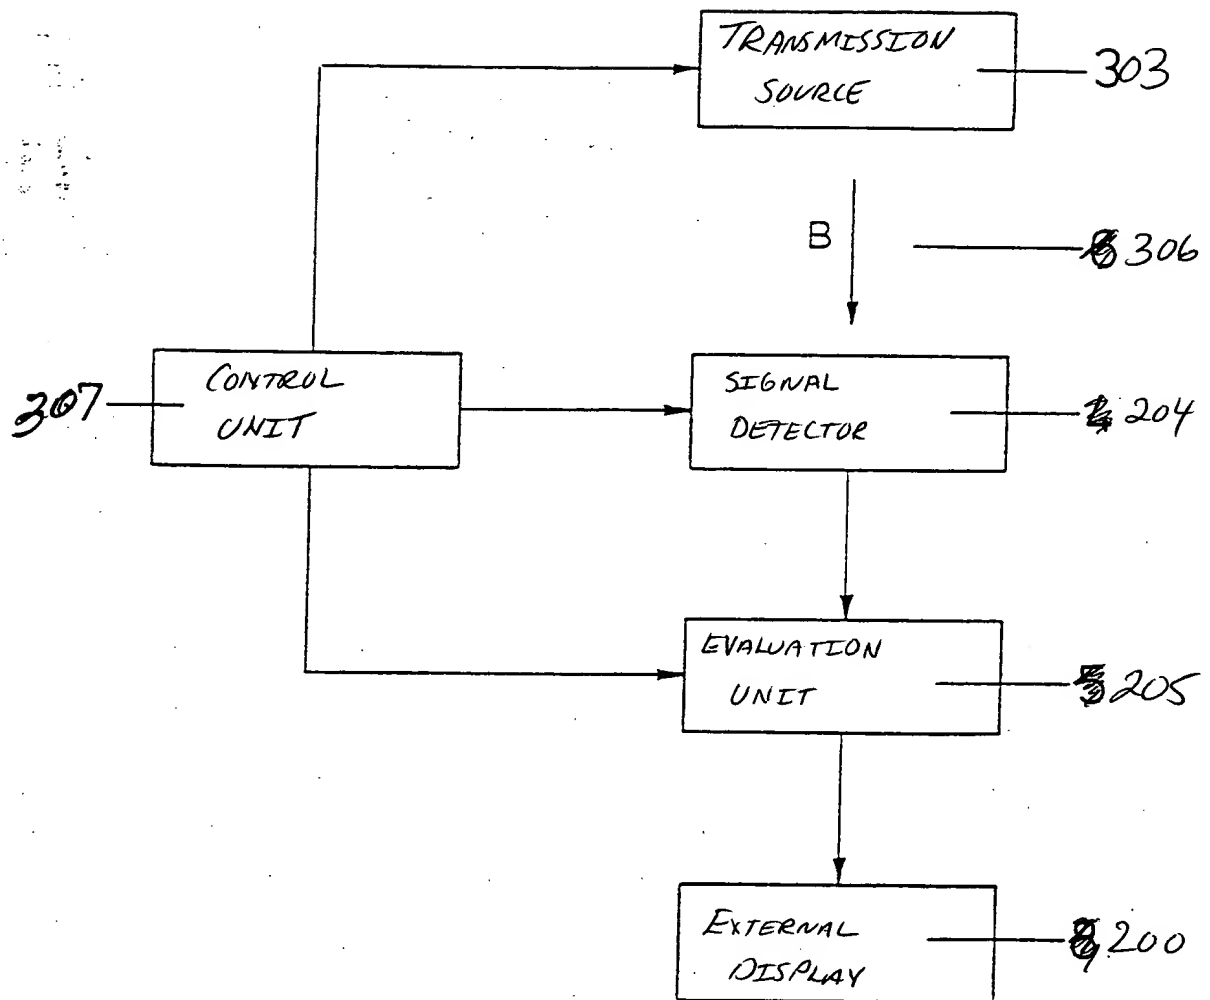 TRANSMISSION
SOURCE
303
B
306
CONTROL
UNIT
307
SIGNAL
DETECTOR
204
EVALUATION
UNIT
205
EXTERNAL
DISPLAY
200